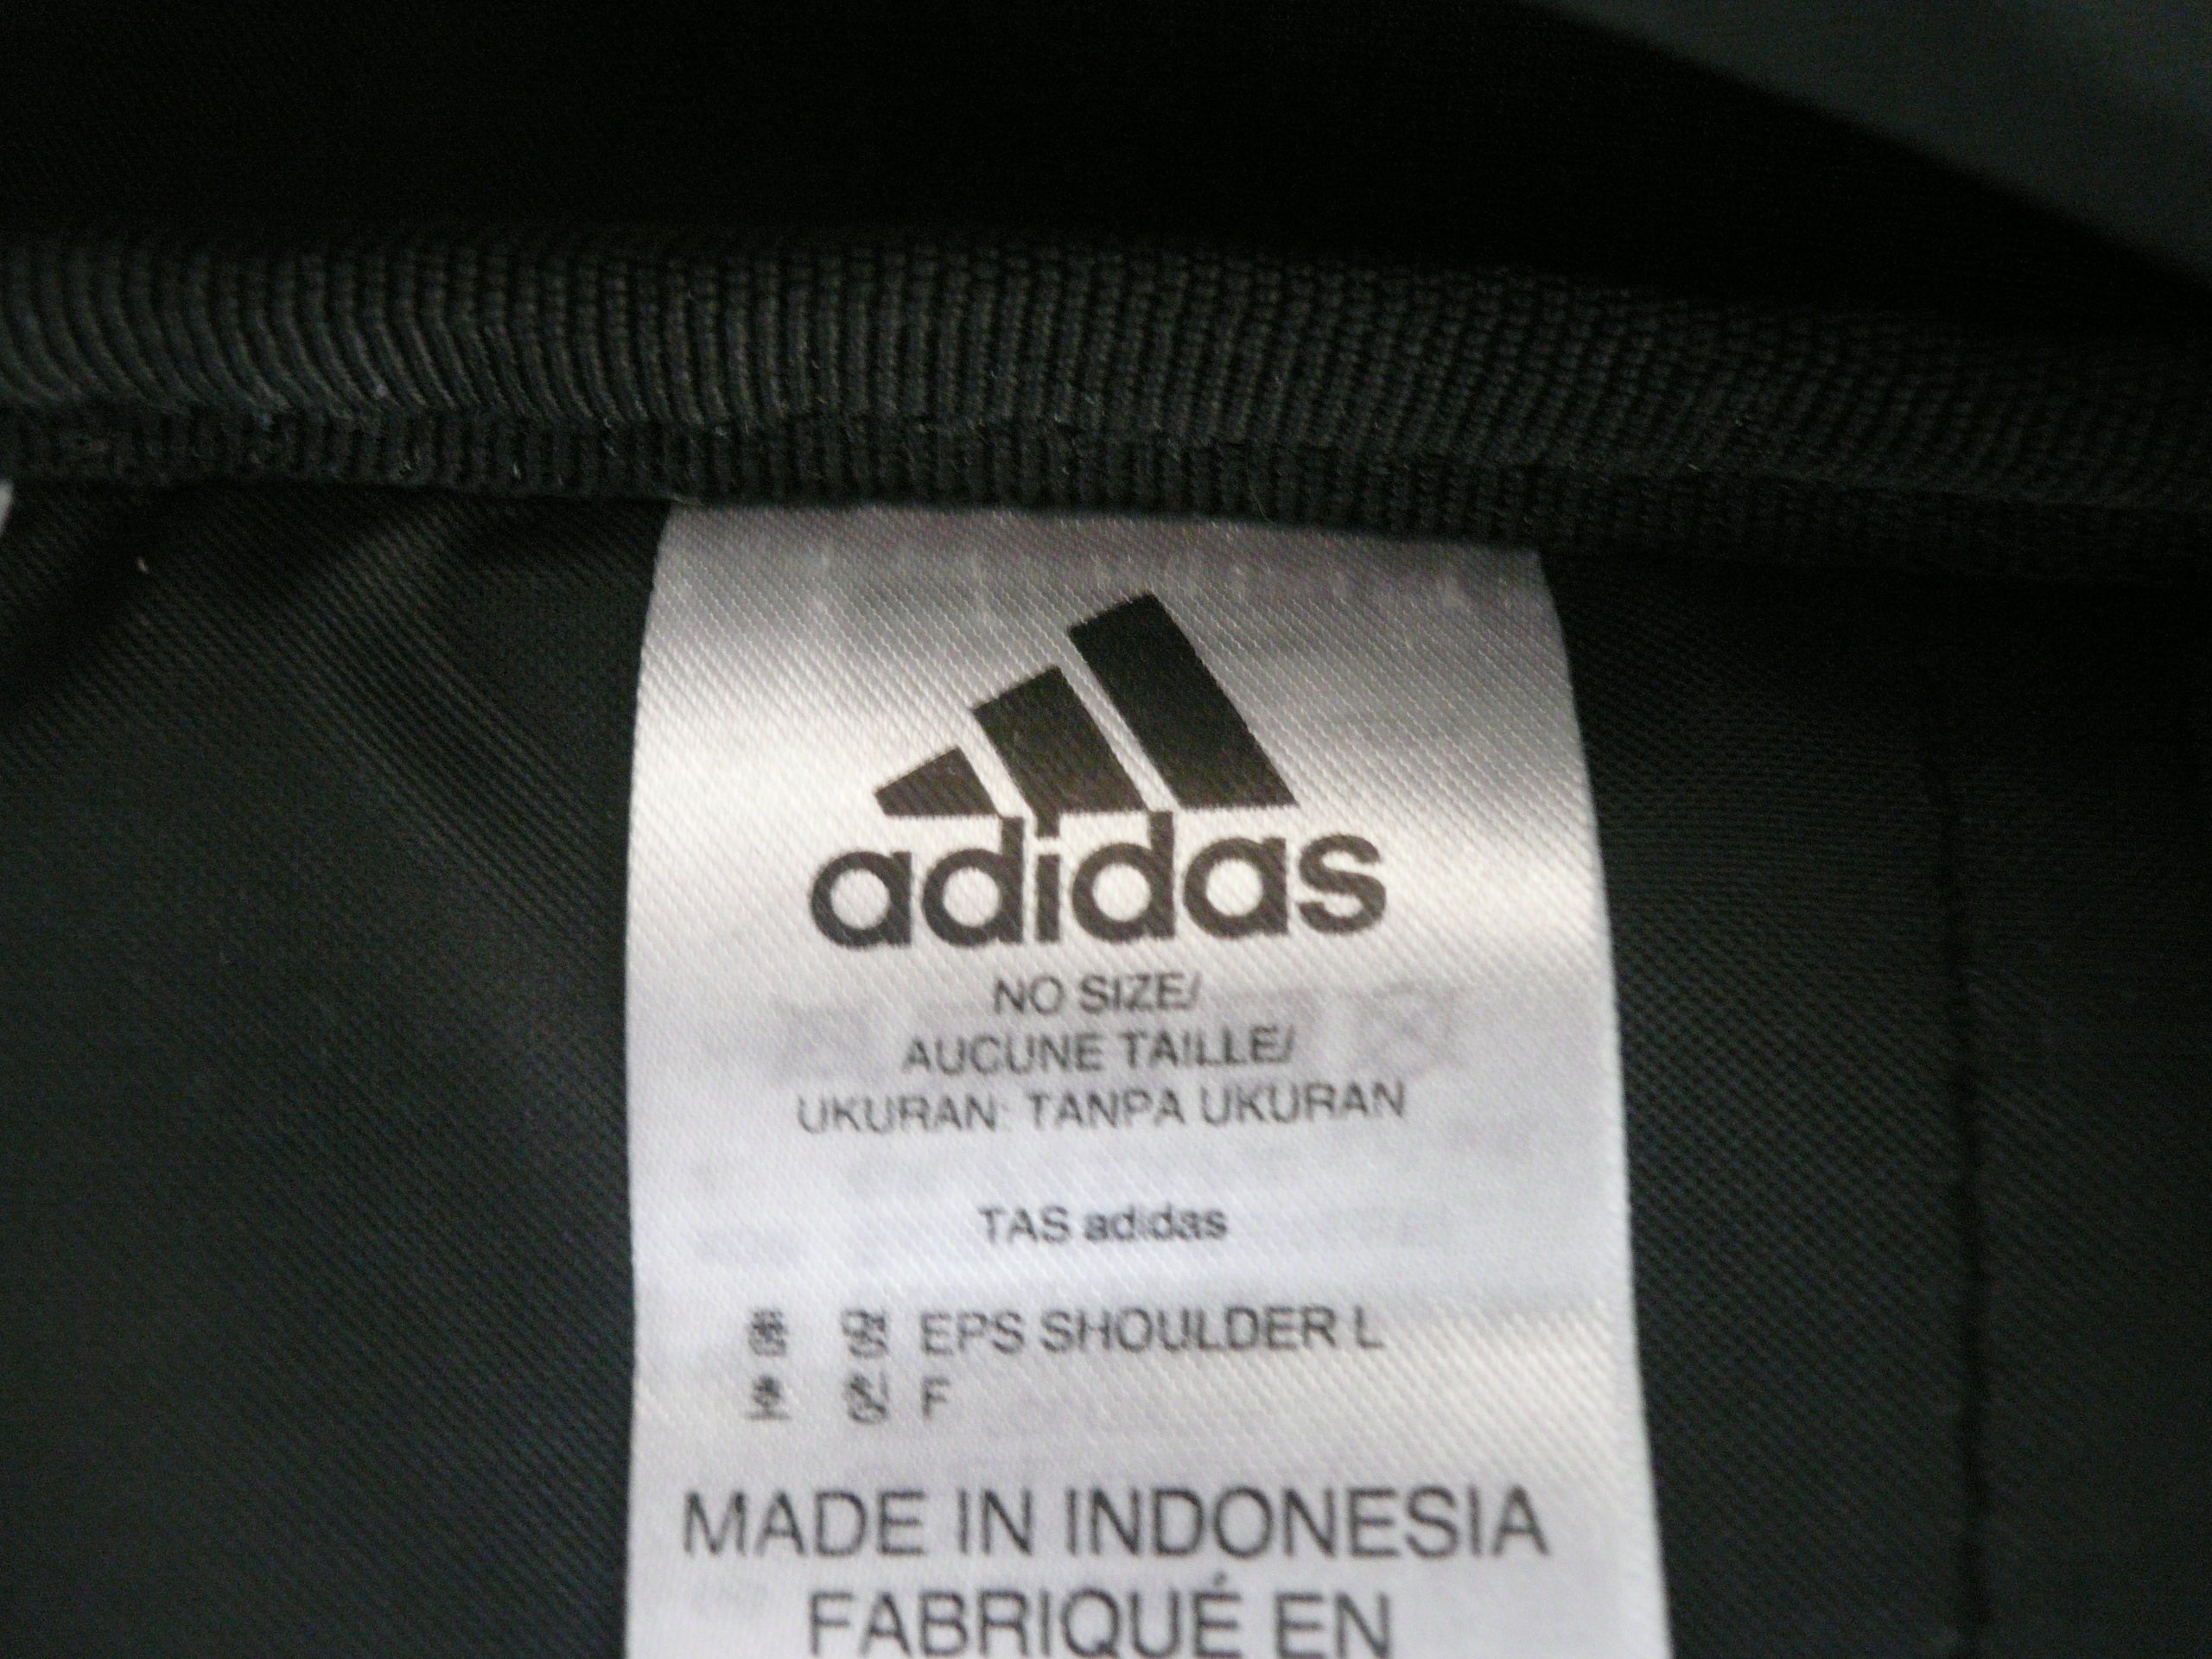 adidas
NO SIZE/
AUCUNE TAILLE/
UKURAN: TANPA UKURAN
TAS adidas
품 명 EPS SHOULDER L
호 칭 F
MADE IN INDONESIA
FABRIQUÉ EN